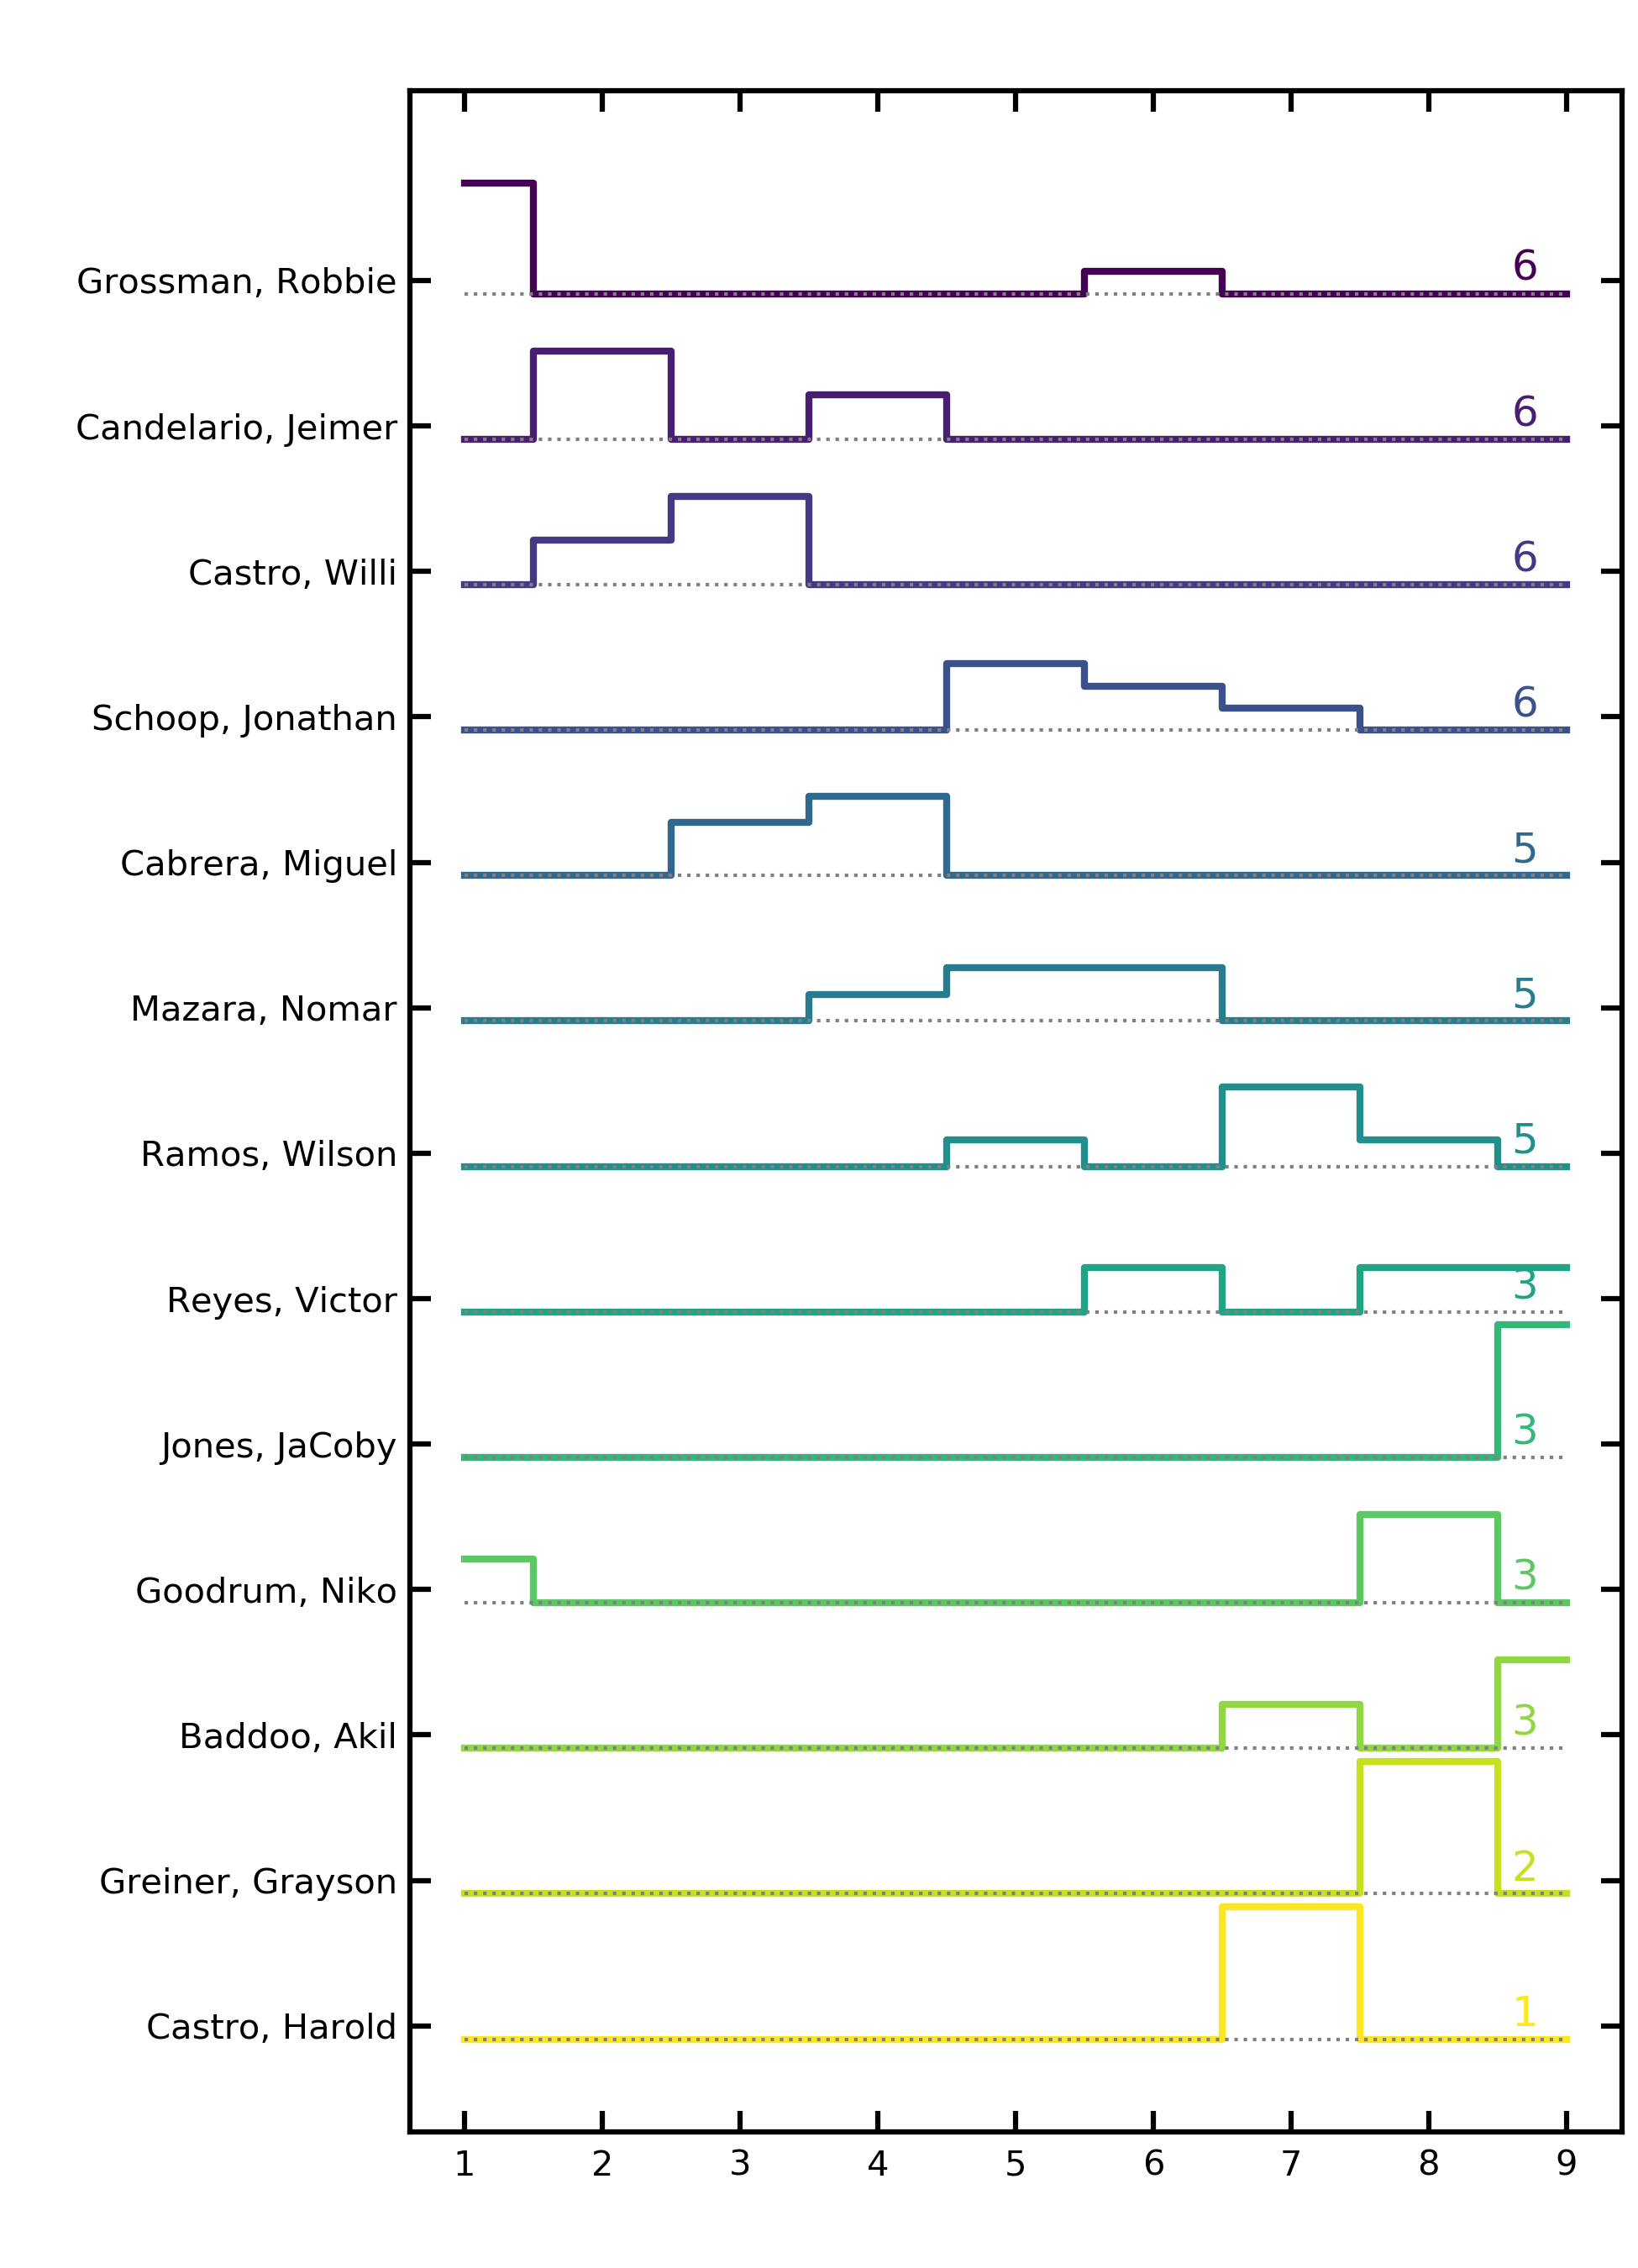 Grossman, Robbie 6
Candelario, Jeimer 6
Castro, Willi 6
Schoop, Jonathan 6
Cabrera, Miguel 5
Mazara, Nomar 5
Ramos, Wilson 5
Reyes, Victor 3
Jones, JaCoby 3
Goodrum, Niko 3
Baddoo, Akil 3
Greiner, Grayson 2
Castro, Harold 1
1 2 3 4 5 6 7 8 9